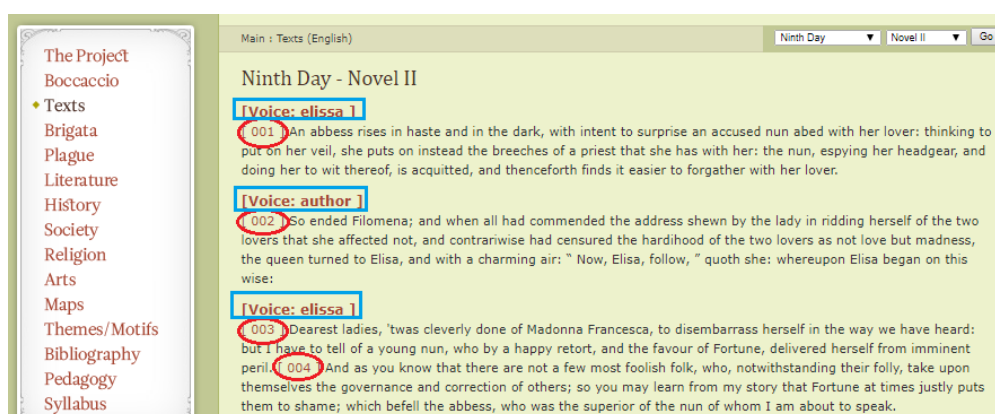 The Project
Boccaccio
Texts
Brigata
Plague
Literature
History
Society
Religion
Arts
Maps
Themes/Motifs
Bibliography
Pedagogy
Syllabus
Main : Texts (English)
Ninth Day ▼ Novel II ▼ Go
Ninth Day - Novel II
[Voice: elissa ]
[ 001 ] An abbess rises in haste and in the dark, with intent to surprise an accused nun abed with her lover: thinking to
put on her veil, she puts on instead the breeches of a priest that she has with her: the nun, espying her headgear, and
doing her to wit thereof, is acquitted, and thenceforth finds it easier to forgather with her lover.
[Voice: author ]
[ 002 ] So ended Filomena; and when all had commended the address shewn by the lady in ridding herself of the two
lovers that she affected not, and contrariwise had censured the hardihood of the two lovers as not love but madness,
the queen turned to Elisa, and with a charming air: “ Now, Elisa, follow, ” quoth she: whereupon Elisa began on this
wise:
[Voice: elissa ]
[ 003 ] Dearest ladies, 'twas cleverly done of Madonna Francesca, to disembarrass herself in the way we have heard:
but I have to tell of a young nun, who by a happy retort, and the favour of Fortune, delivered herself from imminent
peril. [ 004 ] And as you know that there are not a few most foolish folk, who, notwithstanding their folly, take upon
themselves the governance and correction of others; so you may learn from my story that Fortune at times justly puts
them to shame; which befell the abbess, who was the superior of the nun of whom I am about to speak.